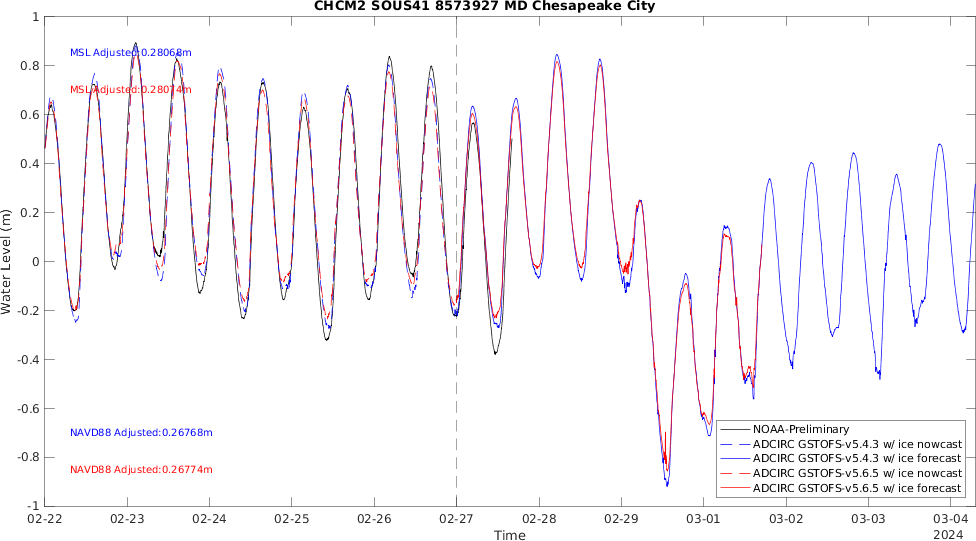 CHCM2 SOUS41 8573927 MD Chesapeake City
1
0.8
0.6
0.4
0.2
0
-0.2
-0.4
-0.6
-0.8
-1
Water Level (m)
MSL Adjusted:0.28068m
MSL Adjusted:0.28074m
NAVD88 Adjusted:0.26768m
NAVD88 Adjusted:0.26774m
NOAA-Preliminary
ADCIRC GSTOFS-v5.4.3 w/ ice nowcast
ADCIRC GSTOFS-v5.4.3 w/ ice forecast
ADCIRC GSTOFS-v5.6.5 w/ ice nowcast
ADCIRC GSTOFS-v5.6.5 w/ ice forecast
02-22 02-23 02-24 02-25 02-26 02-27 02-28 02-29 03-01 03-02 03-03 03-04
2024
Time